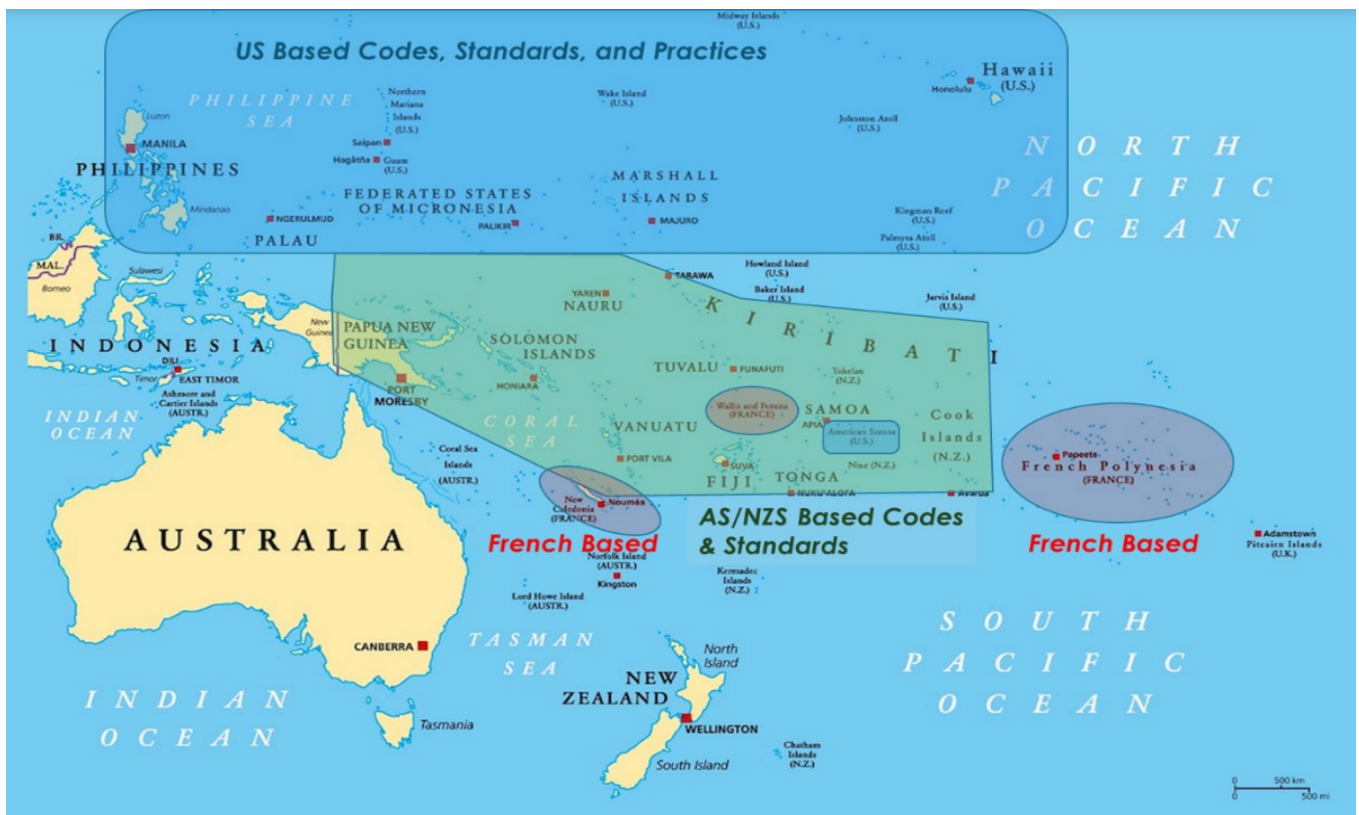 Midway Islands
(U.S.)
US Based Codes, Standards, and Practices
Hawaii
(U.S.)
Honolulu
PHILIPPINE
SEA
Luzon
MANILA
PHILIPPINES
Mindanao
Northern
Mariana
Islands
(U.S.)
Saipan
Hagåtña
Guam
(U.S.)
Wake Island
(U.S.)
Johnston Atoll
(U.S.)
NORTH
PACIFIC
OCEAN
MARSHALL
ISLANDS
MAJURO
FEDERATED STATES
OF MICRONESIA
PALIKIR
NGERULMUD
PALAU
Kingman Reef
(U.S.)
Palmyra Atoll
(U.S.)
BR.
MAL.
Borneo
Sulawesi
Howland Island
(U.S.)
Baker Island
(U.S.)
Jarvis Island
(U.S.)
TARAWA
KIRIBATI
YAREN
NAURU
New
Guinea
PAPUA NEW
GUINEA
PORT
MORESBY
SOLOMON
ISLANDS
HONIARA
INDONESIA
DILI
Timor
EAST TIMOR
Ashmore and
Cartier Islands
(AUSTR.)
INDIAN
OCEAN
TUVALU
FUNAFUTI
Tokelau
(N.Z.)
Wallis and Futuna
(FRANCE)
SAMOA
APIA
American Samoa
(U.S.)
Cook
Islands
(N.Z.)
CORAL
SEA
VANUATU
PORT VILA
Coral Sea
Islands
(AUSTR.)
SUVA
FIJI
TONGA
NUKU'ALOFA
Niue (N.Z.)
Avarua
Papeete
French Polynesia
(FRANCE)
New
Caledonia
(FRANCE)
Nouméa
AS/NZS Based Codes
& Standards
French Based
French Based
Adamstown
Pitcairn Islands
(U.K.)
AUSTRALIA
Norfolk Island
(AUSTR.)
Kingston
Lord Howe Island
(AUSTR.)
Kermadec
Islands
(N.Z.)
CANBERRA
TASMAN
SEA
SOUTH
PACIFIC
OCEAN
North
Island
NEW
ZEALAND
WELLINGTON
South Island
Chatham
Islands
(N.Z.)
INDIAN
OCEAN
Tasmania
0 500 km
0 500 mi